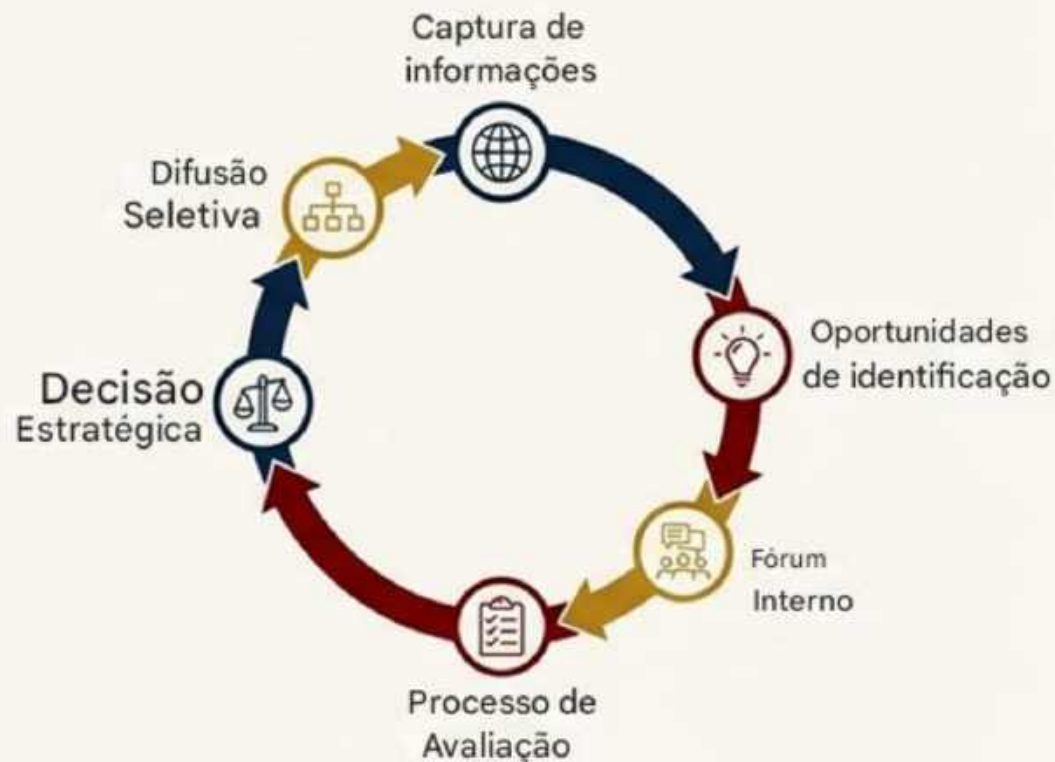 Captura de
informações
Difusão
Seletiva
Oportunidades
de identificação
Decisão
Estratégica
Fórum
Interno
Processo de
Avaliação